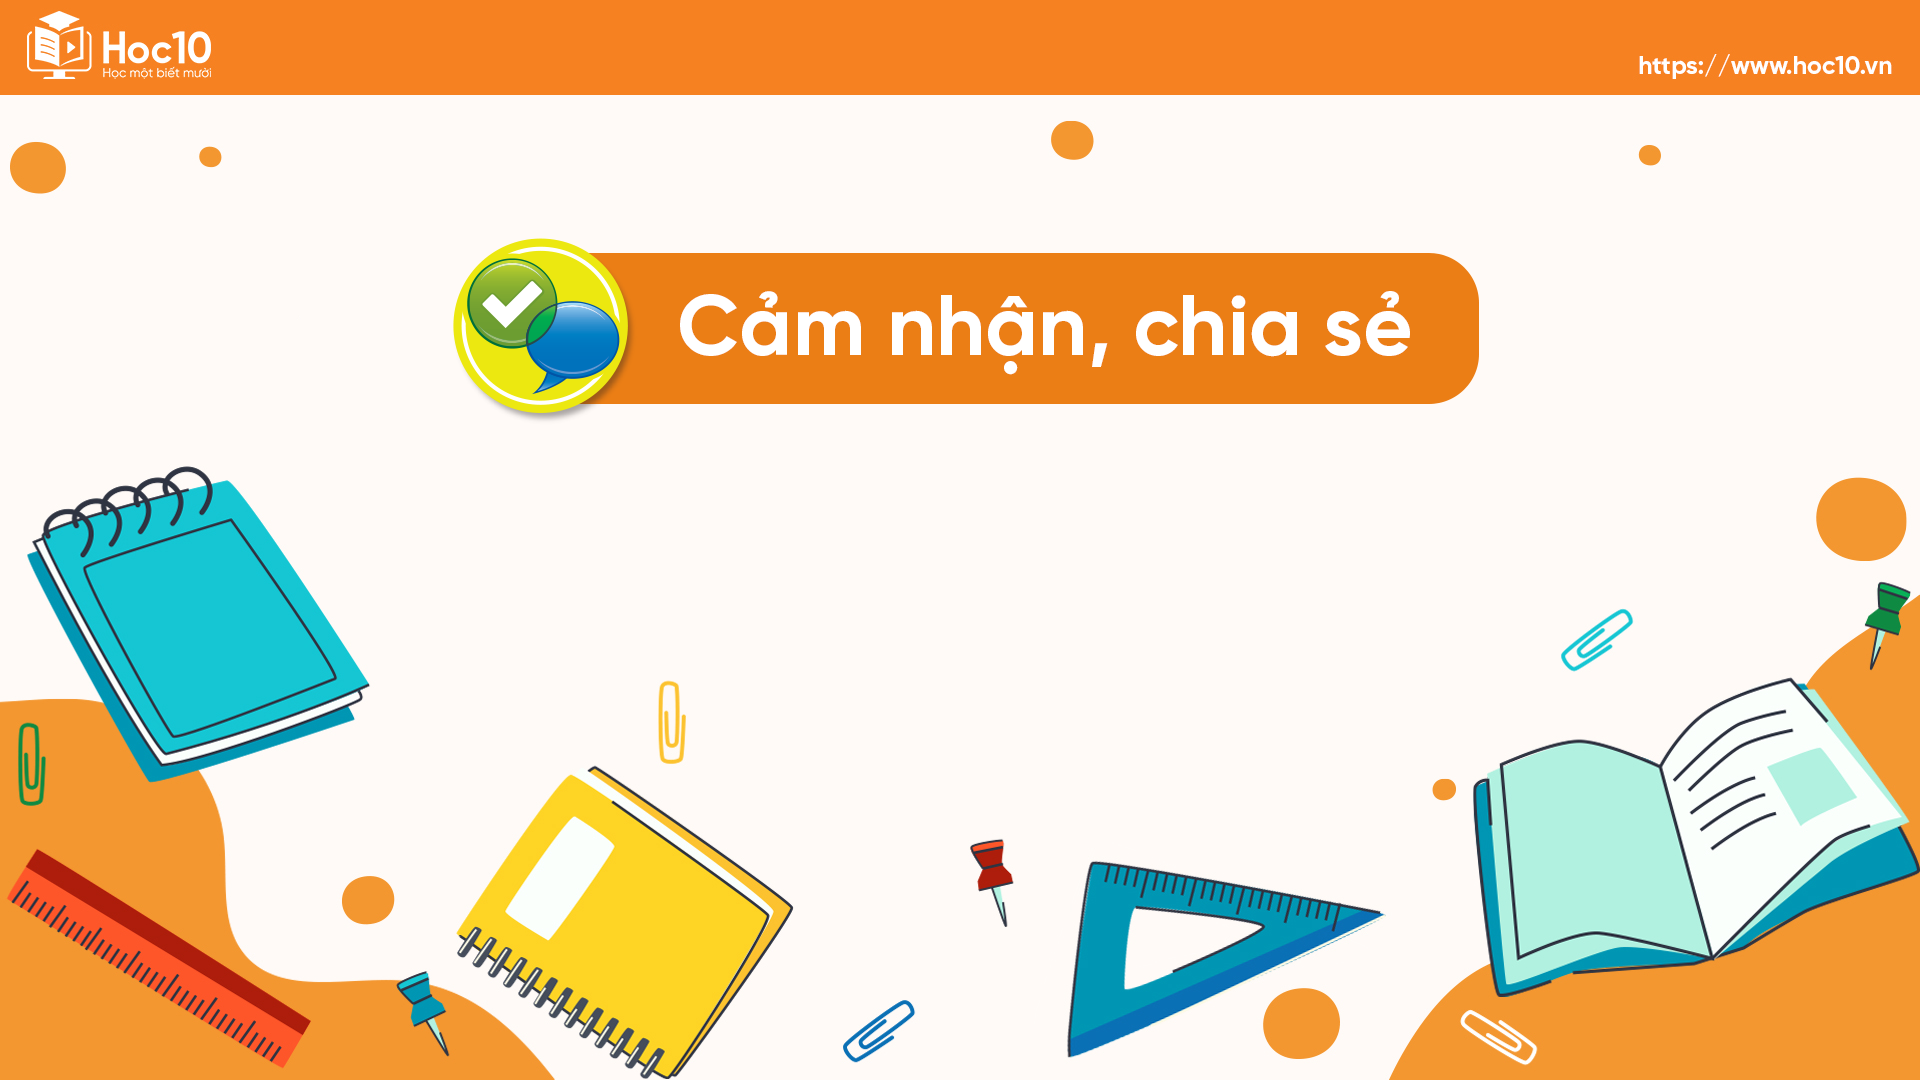 Hoc10
Học một biết mười
https://www.hoc10.vn
Cảm nhận, chia sẻ